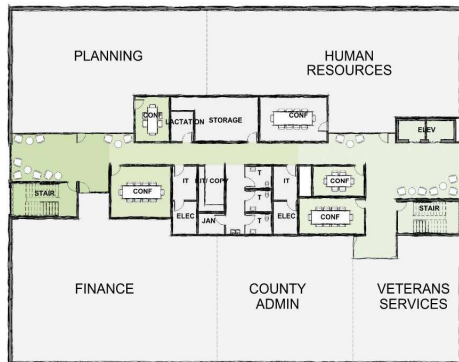 PLANNING
HUMAN
RESOURCES
CONF
LACTATION
STORAGE
CONF
ELEV
STAIR
CONF
IT
COPY
T
IT
CONF
T
ELEC
JAN
T
ELEC
CONF
STAIR
FINANCE
COUNTY
ADMIN
VETERANS
SERVICES